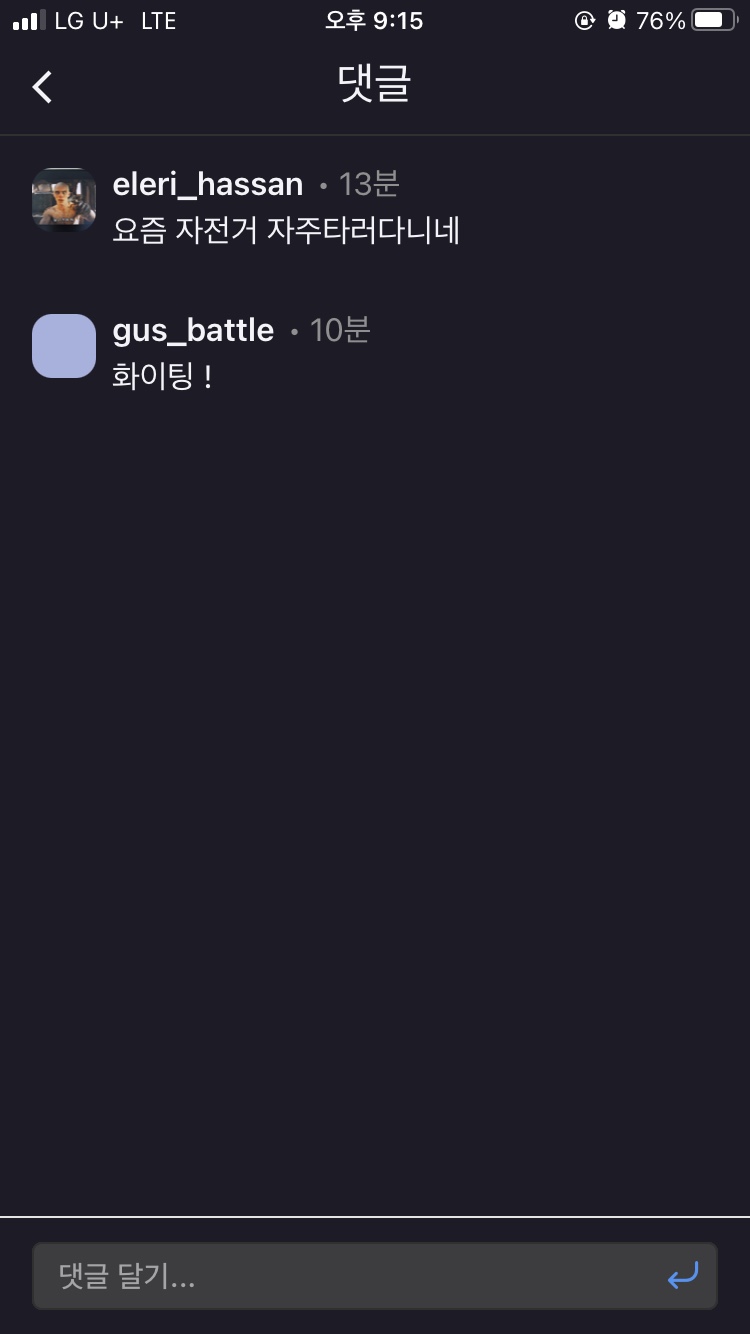 LG U+ LTE 오후 9:15 76%
댓글
eleri_hassan • 13분
요즘 자전거 자주타러다니네
gus_battle • 10분
화이팅 !
댓글 달기...